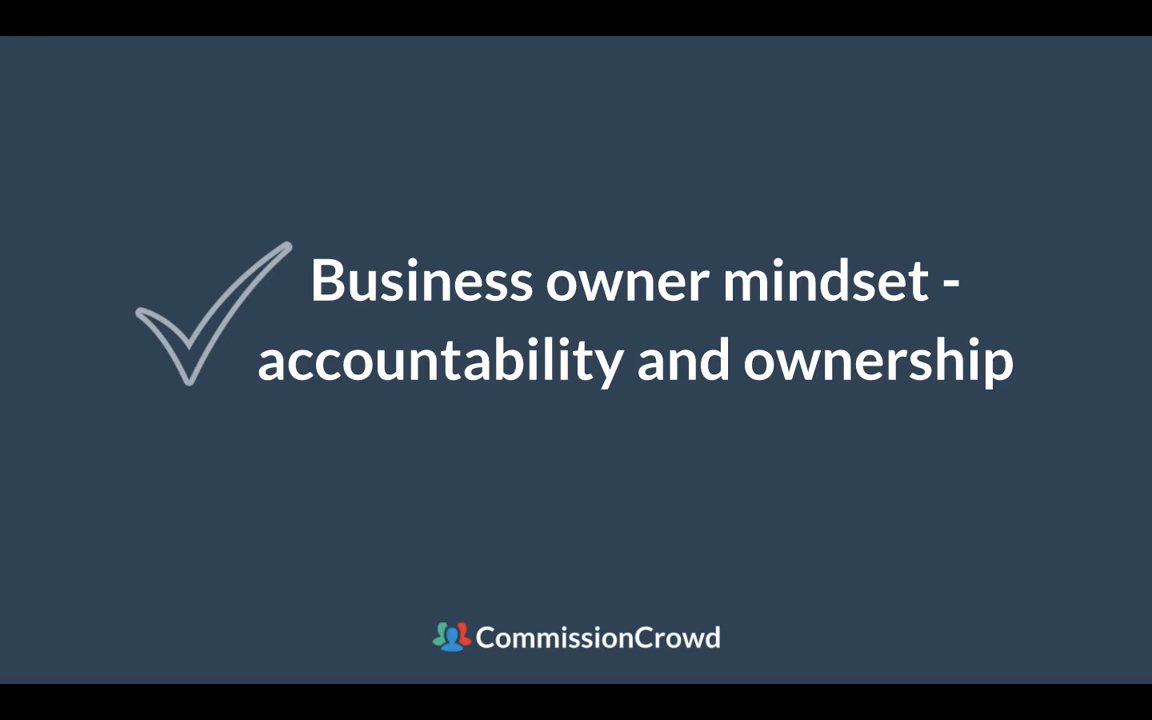 Business owner mindset -
accountability and ownership
CommissionCrowd